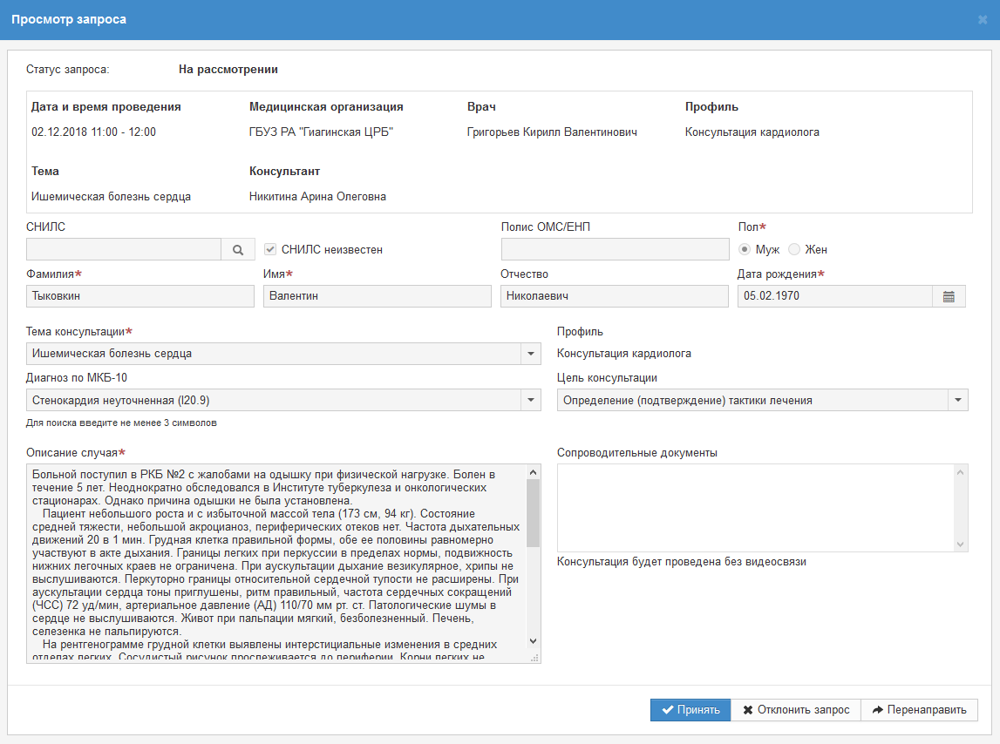 Просмотр запроса
Статус запроса: На рассмотрении
Дата и время проведения Медицинская организация Врач Профиль
02.12.2018 11:00 - 12:00 ГБУЗ РА "Гиагинская ЦРБ" Григорьев Кирилл Валентинович Консультация кардиолога
Тема Консультант
Ишемическая болезнь сердца Никитина Арина Олеговна
СНИЛС Полис ОМС/ЕНП Пол*
СНИЛС неизвестен Муж Жен
Фамилия* Имя* Отчество Дата рождения*
Тыковкин Валентин Николаевич 05.02.1970
Тема консультации* Профиль
Ишемическая болезнь сердца Консультация кардиолога
Диагноз по МКБ-10 Цель консультации
Стенокардия неуточненная (I20.9) Определение (подтверждение) тактики лечения
Для поиска введите не менее 3 символов
Описание случая* Сопроводительные документы
Больной поступил в РКБ №2 с жалобами на одышку при физической нагрузке. Болен в
течение 5 лет. Неоднократно обследовался в Институте туберкулеза и онкологических
стационарах. Однако причина одышки не была установлена.
Пациент небольшого роста и с избыточной массой тела (173 см, 94 кг). Состояние
средней тяжести, небольшой акроцианоз, периферических отеков нет. Частота дыхательных
движений 20 в 1 мин. Грудная клетка правильной формы, обе ее половины равномерно
участвуют в акте дыхания. Границы легких при перкуссии в пределах нормы, подвижность
нижних легочных краев не ограничена. При аускультации дыхание везикулярное, хрипы не
выслушиваются. Перкуторно границы относительной сердечной тупости не расширены. При
аускультации сердца тоны приглушены, ритм правильный, частота сердечных сокращений
(ЧСС) 72 уд/мин, артериальное давление (АД) 110/70 мм рт. ст. Патологические шумы в
сердце не выслушиваются. Живот при пальпации мягкий, безболезненный. Печень,
селезенка не пальпируются.
На рентгенограмме грудной клетки выявлены интерстициальные изменения в средних
отделах легких. Сосудистый рисунок прослеживается до периферии. Корни легких не
Консультация будет проведена без видеосвязи
Принять Отклонить запрос Перенаправить